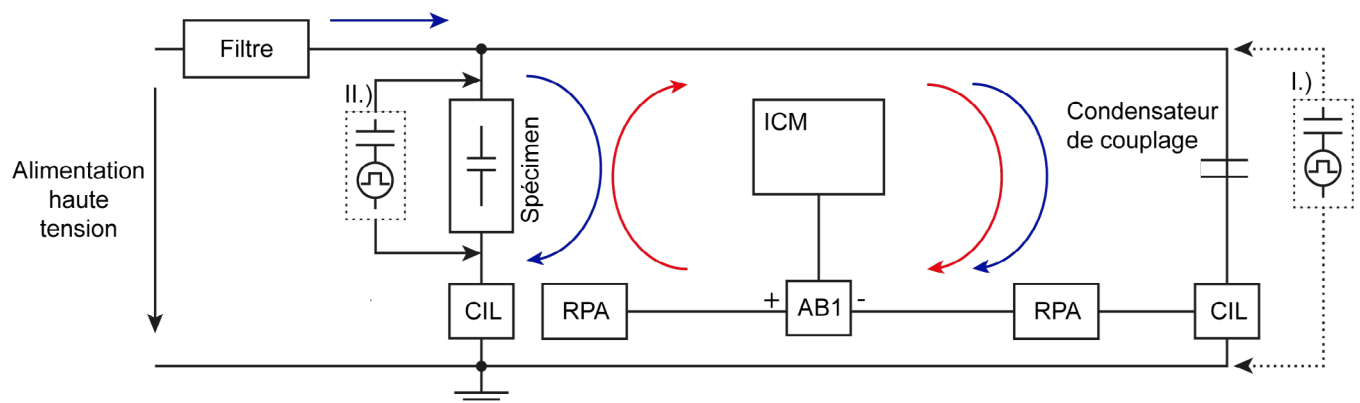 Filtre
II.)
I.)
ICM
Condensateur
de couplage
Spécimen
Alimentation
haute
tension
CIL
RPA
+
AB1
-
RPA
CIL